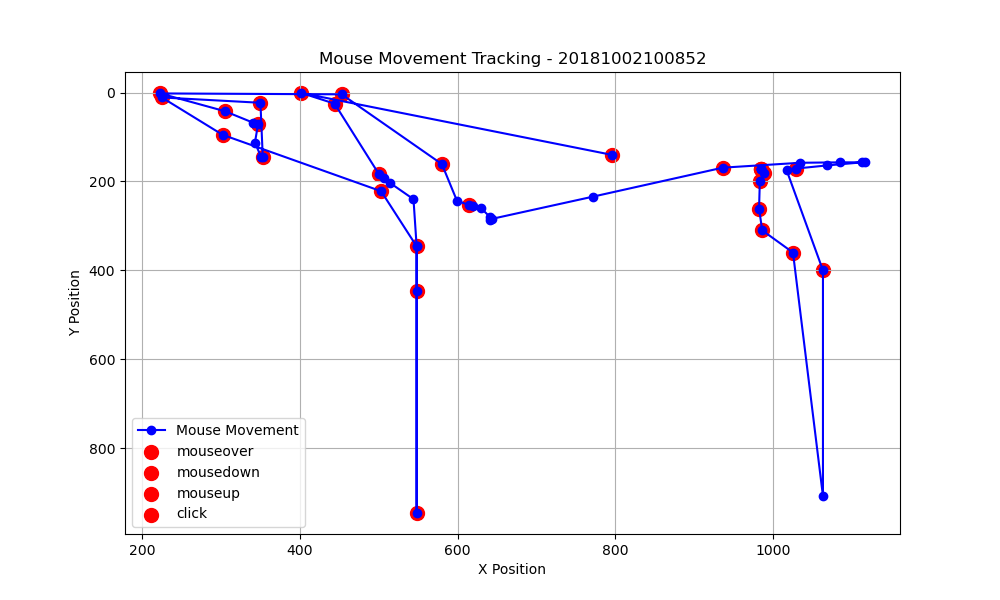 Mouse Movement Tracking - 20181002100852
0
200
400
600
800
Y Position
Mouse Movement
mouseover
mousedown
mouseup
click
200 400 600 800 1000
X Position